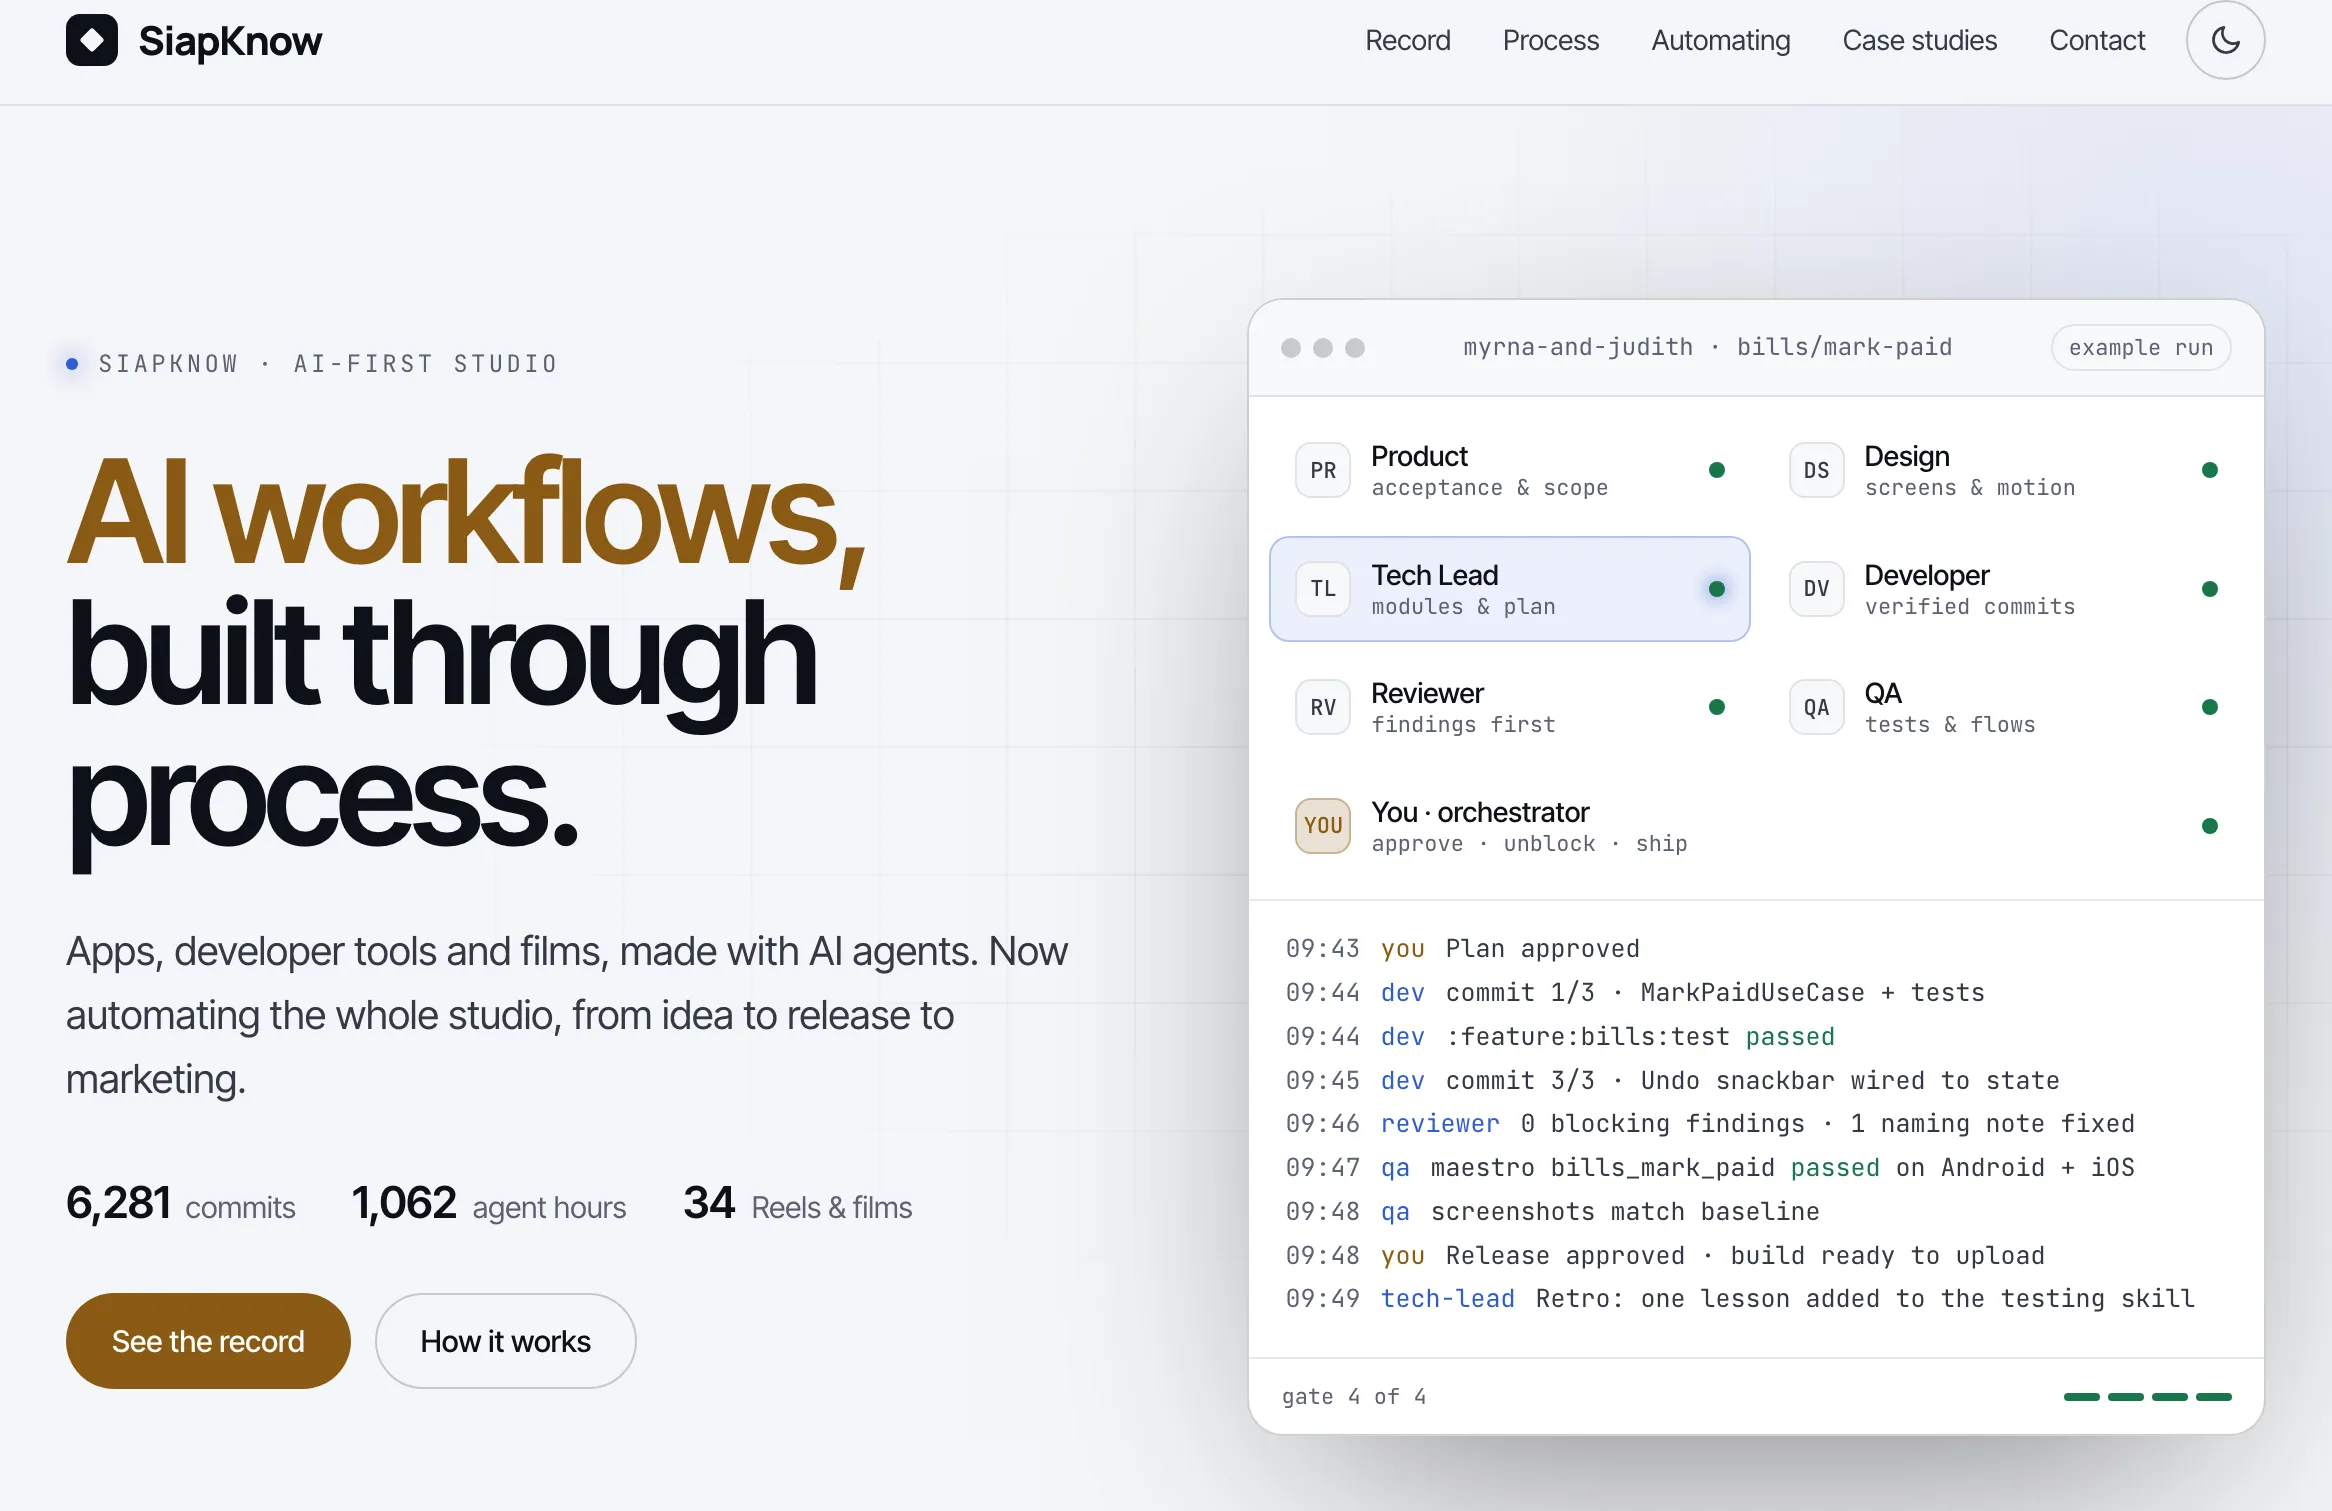 SiapKnow
Record
Process
Automating
Case studies
Contact
SIAPKNOW · AI-FIRST STUDIO
AI workflows,
built through
process.
Apps, developer tools and films, made with AI agents. Now
automating the whole studio, from idea to release to
marketing.
6,281 commits
1,062 agent hours
34 Reels & films
See the record
How it works
myrna-and-judith · bills/mark-paid
example run
PR
Product
acceptance & scope
DS
Design
screens & motion
TL
Tech Lead
modules & plan
DV
Developer
verified commits
RV
Reviewer
findings first
QA
QA
tests & flows
YOU
You · orchestrator
approve · unblock · ship
09:43 you Plan approved
09:44 dev commit 1/3 · MarkPaidUseCase + tests
09:44 dev :feature:bills:test passed
09:45 dev commit 3/3 · Undo snackbar wired to state
09:46 reviewer 0 blocking findings · 1 naming note fixed
09:47 qa maestro bills_mark_paid passed on Android + iOS
09:48 qa screenshots match baseline
09:48 you Release approved · build ready to upload
09:49 tech-lead Retro: one lesson added to the testing skill
gate 4 of 4